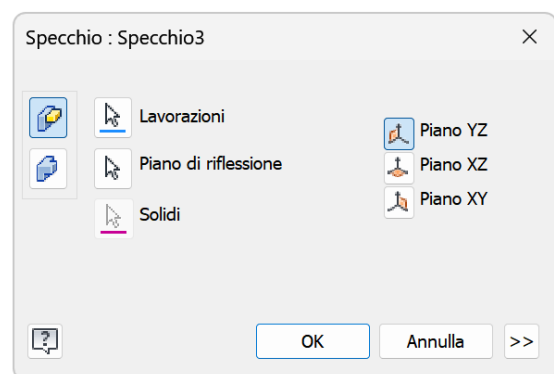 Specchio : Specchio3
Lavorazioni
Piano di riflessione
Solidi
Piano YZ
Piano XZ
Piano XY
?
OK
Annulla
>>